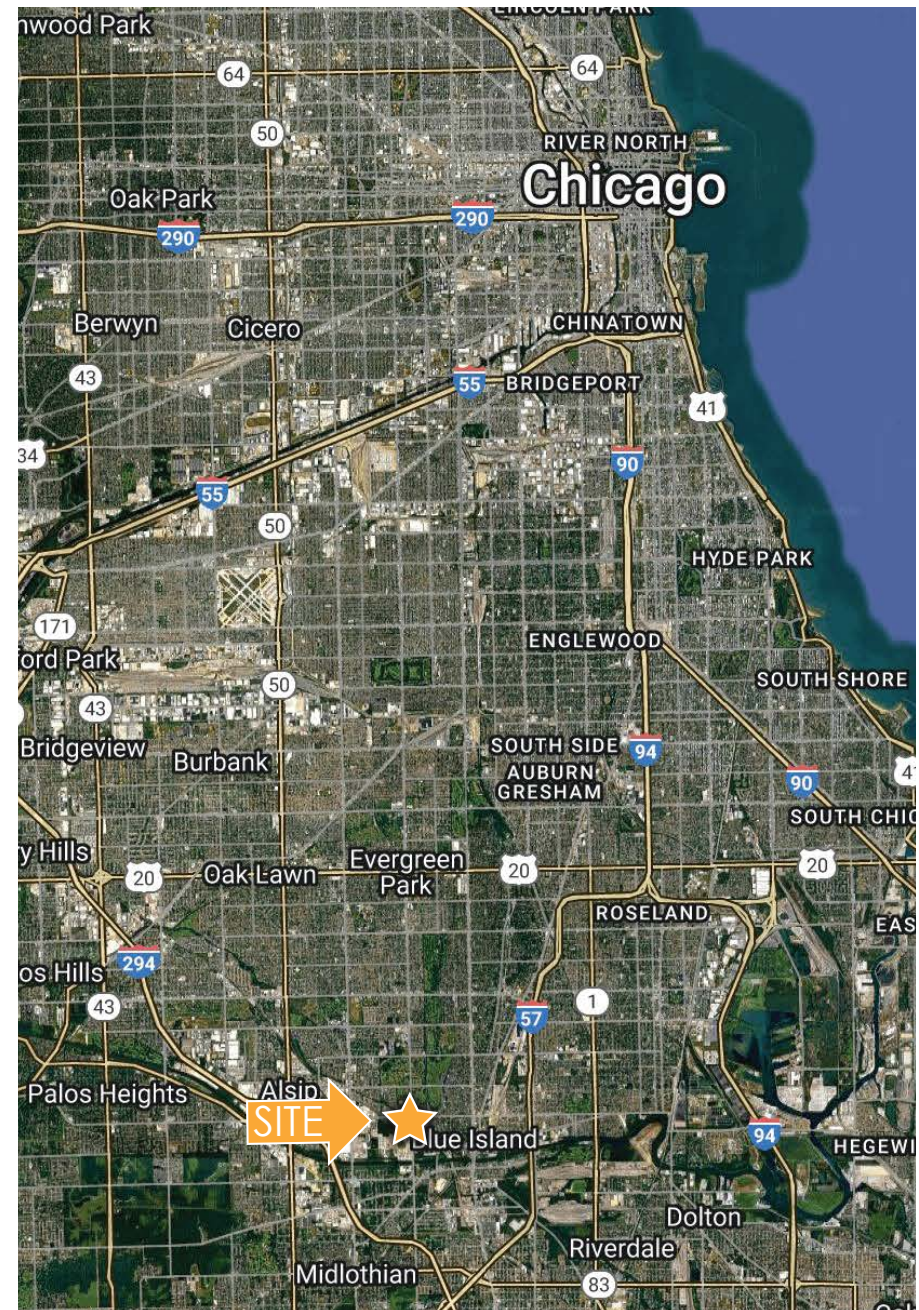 LINCOLN PARK
nwood Park
64
64
50
RIVER NORTH
Chicago
Oak Park
290
290
Berwyn
Cicero
CHINATOWN
43
55
BRIDGEPORT
41
34
90
55
50
HYDE PARK
171
ENGLEWOOD
ford Park
50
SOUTH SHORE
43
Bridgeview
Burbank
SOUTH SIDE
94
AUBURN
GRESHAM
90
41
SOUTH CHIC
y Hills
20
Oak Lawn
Evergreen
Park
20
20
ROSELAND
EAS
294
os Hills
43
57
1
Palos Heights
Alsip
SITE
Blue Island
94
HEGEWI
Dolton
Riverdale
Midlothian
83